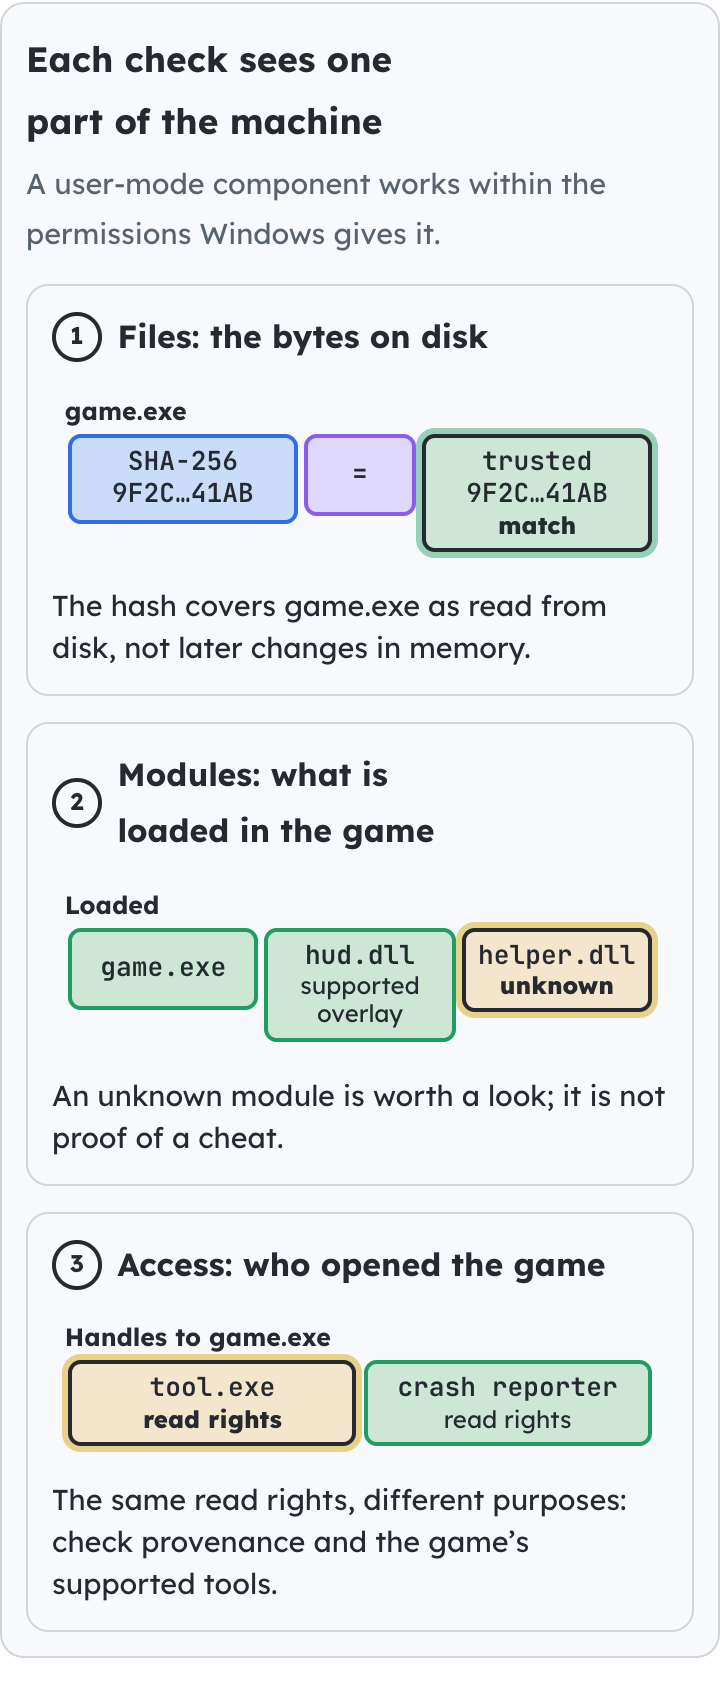 Each check sees one
part of the machine
A user-mode component works within the
permissions Windows gives it.
1 Files: the bytes on disk
game.exe
SHA-256
9F2C…41AB
=
trusted
9F2C…41AB
match
The hash covers game.exe as read from
disk, not later changes in memory.
2 Modules: what is
loaded in the game
Loaded
game.exe
hud.dll
supported
overlay
helper.dll
unknown
An unknown module is worth a look; it is not
proof of a cheat.
3 Access: who opened the game
Handles to game.exe
tool.exe
read rights
crash reporter
read rights
The same read rights, different purposes:
check provenance and the game’s
supported tools.